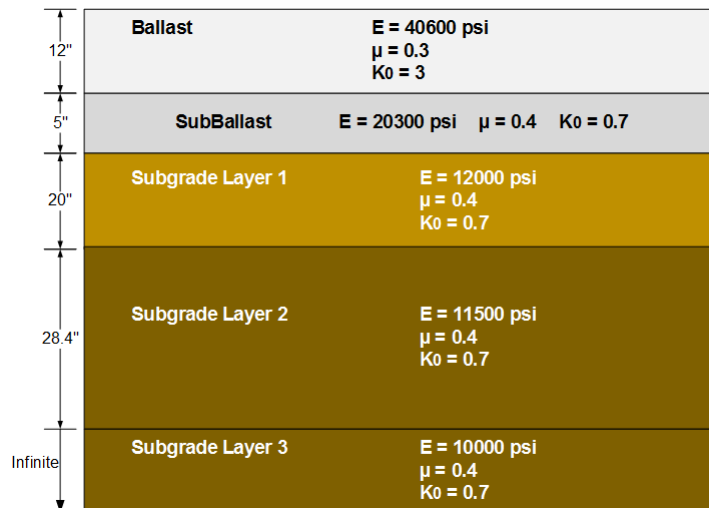 12"
Ballast
E = 40600 psi
μ = 0.3
K0 = 3
5"
SubBallast E = 20300 psi μ = 0.4 K0 = 0.7
20"
Subgrade Layer 1
E = 12000 psi
μ = 0.4
K0 = 0.7
28.4"
Subgrade Layer 2
E = 11500 psi
μ = 0.4
K0 = 0.7
Infinite
Subgrade Layer 3
E = 10000 psi
μ = 0.4
K0 = 0.7